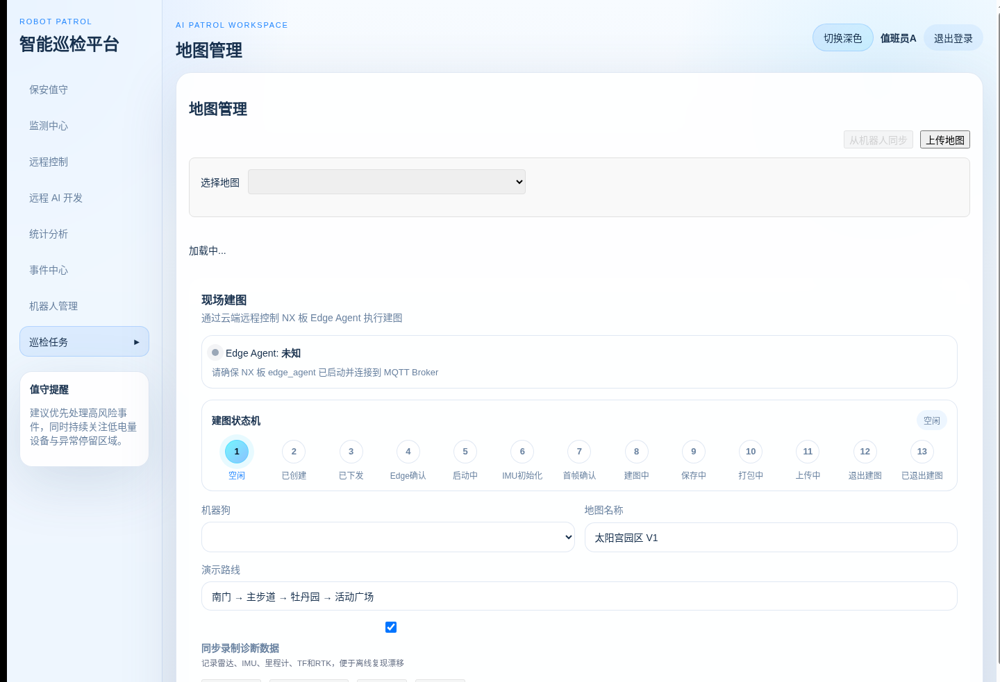 ROBOT PATROL
智能巡检平台
保安值守
监测中心
远程控制
远程 AI 开发
统计分析
事件中心
机器人管理
巡检任务 ▸
值守提醒
建议优先处理高风险事
件，同时持续关注低电量
设备与异常停留区域。
AI PATROL WORKSPACE
地图管理
切换深色 值班员A 退出登录
地图管理
从机器人同步 上传地图
选择地图
加载中...
现场建图
通过云端远程控制 NX 板 Edge Agent 执行建图
Edge Agent: 未知
请确保 NX 板 edge_agent 已启动并连接到 MQTT Broker
建图状态机 空闲
1 2 3 4 5 6 7 8 9 10 11 12 13
空闲 已创建 已下发 Edge确认 启动中 IMU初始化 首帧确认 建图中 保存中 打包中 上传中 退出建图 已退出建图
机器狗 地图名称
太阳宫园区 V1
演示路线
南门 → 主步道 → 牡丹园 → 活动广场
同步录制诊断数据
记录雷达、IMU、里程计、TF和RTK，便于离线复现漂移